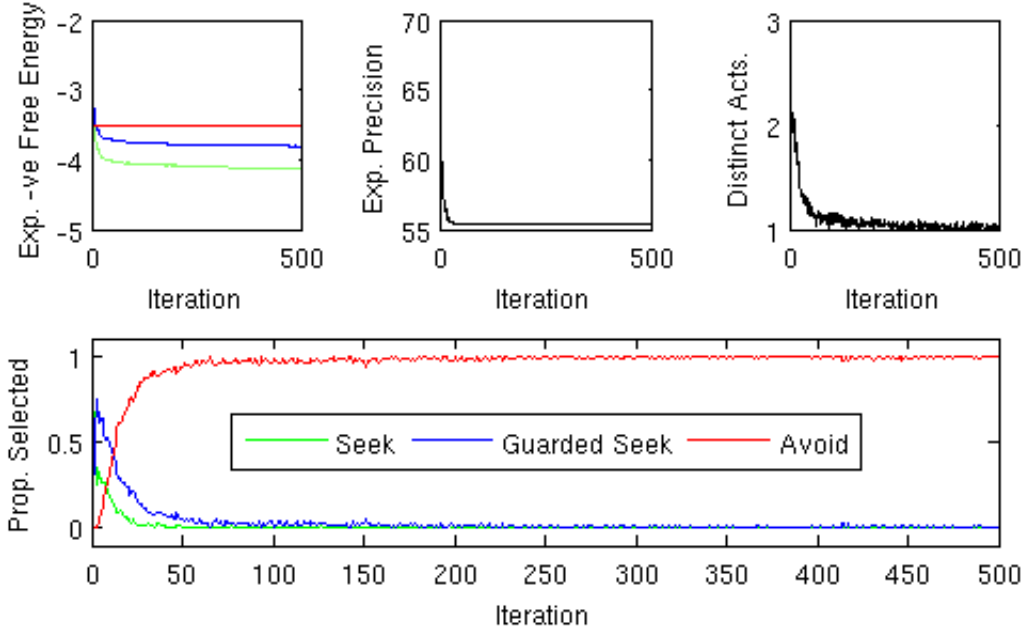 Exp. -ve Free Energy
-2
-3
-4
-5
0 500
Iteration
Exp. Precision
70
65
60
55
0 500
Iteration
Distinct Acts.
3
2
1
0 500
Iteration
Prop. Selected
1
0.5
0
Seek Guarded Seek Avoid
0 50 100 150 200 250 300 350 400 450 500
Iteration